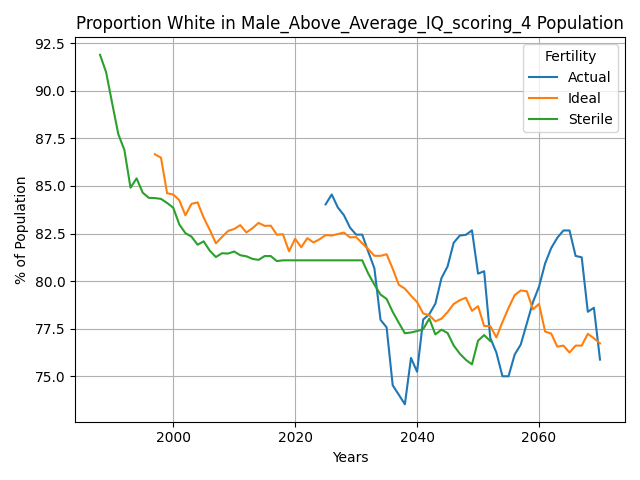 Proportion White in Male_Above_Average_IQ_scoring_4 Population
92.5
90.0
87.5
85.0
82.5
80.0
77.5
75.0
% of Population
Fertility
Actual
Ideal
Sterile
2000
2020
2040
2060
Years